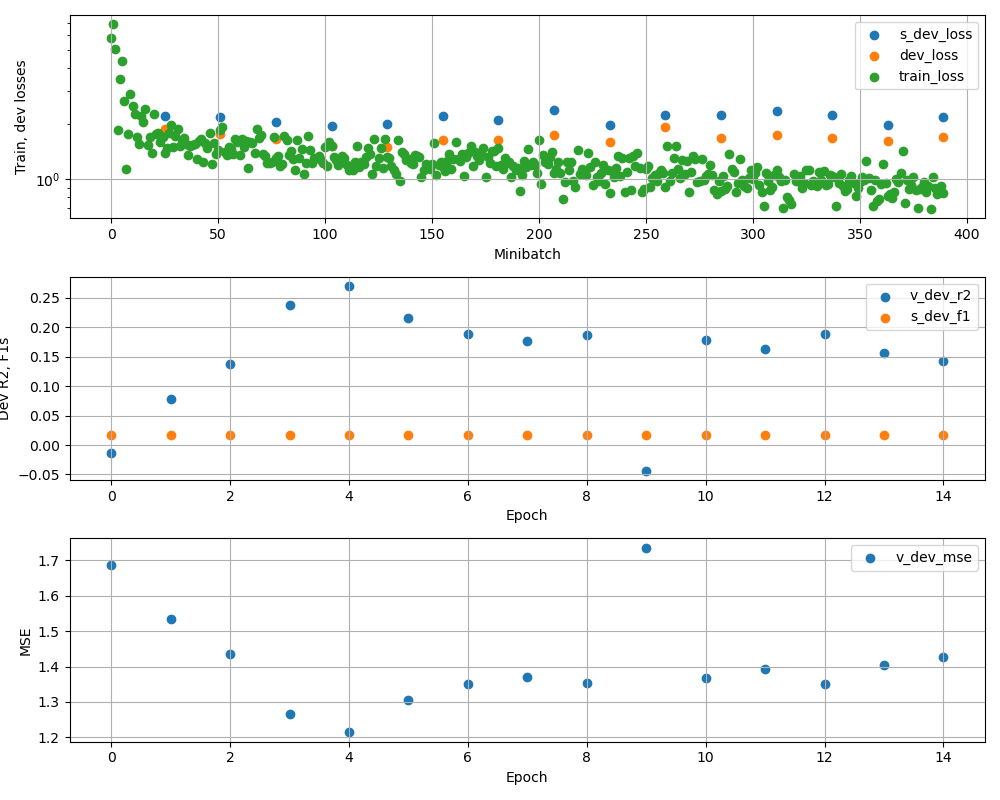 Train, dev losses
10⁰
s_dev_loss
dev_loss
train_loss
0 50 100 150 200 250 300 350 400
Minibatch
Dev R2, F1s
0.25
0.20
0.15
0.10
0.05
0.00
−0.05
v_dev_r2
s_dev_f1
0 2 4 6 8 10 12 14
Epoch
MSE
1.7
1.6
1.5
1.4
1.3
1.2
v_dev_mse
0 2 4 6 8 10 12 14
Epoch